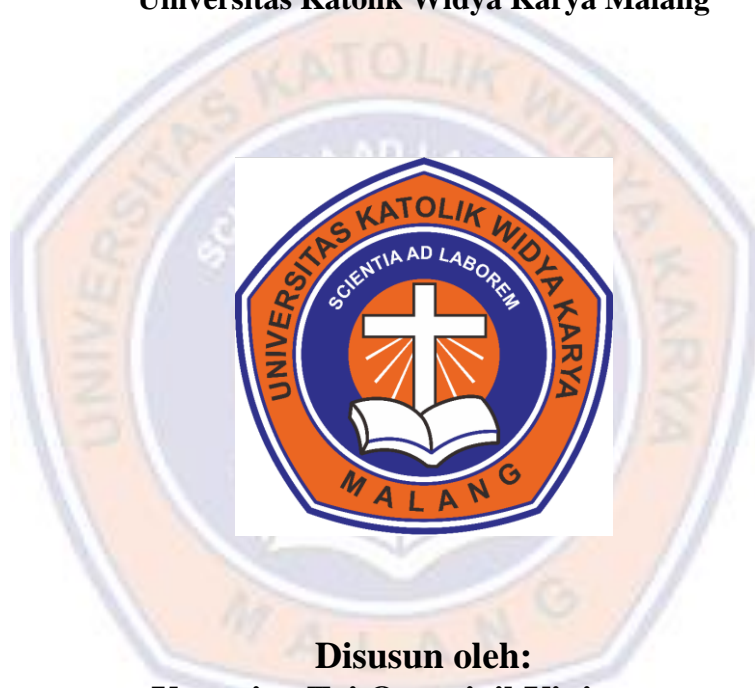 Universitas Katolik Widya Karya Malang
UNIVERSITAS KATOLIK WIDYA KARYA
SCIENTIA AD LABOREM
MALANG
Disusun oleh: